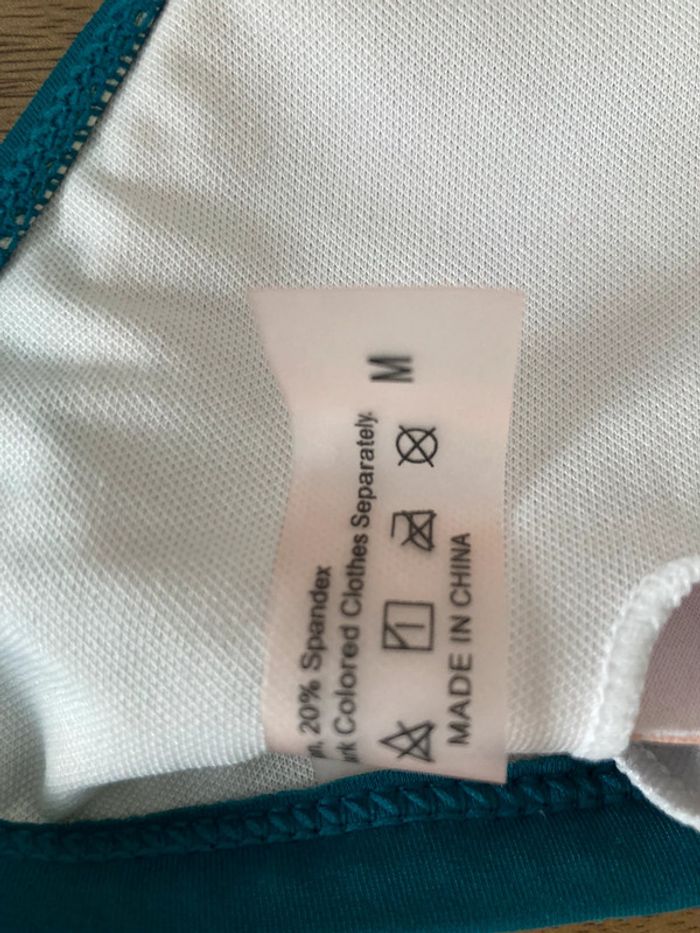 M
20% Spandex
Colored Clothes Separately.
MADE IN CHINA